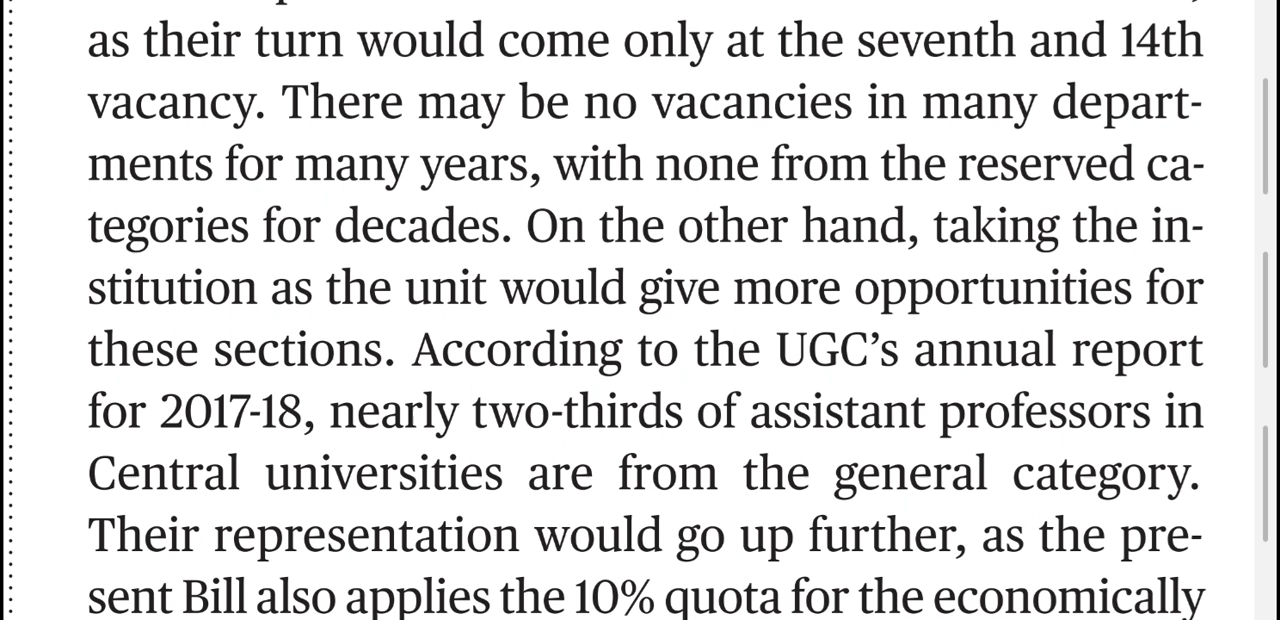 as their turn would come only at the seventh and 14th
vacancy. There may be no vacancies in many depart-
ments for many years, with none from the reserved ca-
tegories for decades. On the other hand, taking the in-
stitution as the unit would give more opportunities for
these sections. According to the UGC’s annual report
for 2017-18, nearly two-thirds of assistant professors in
Central universities are from the general category.
Their representation would go up further, as the pre-
sent Bill also applies the 10% quota for the economically